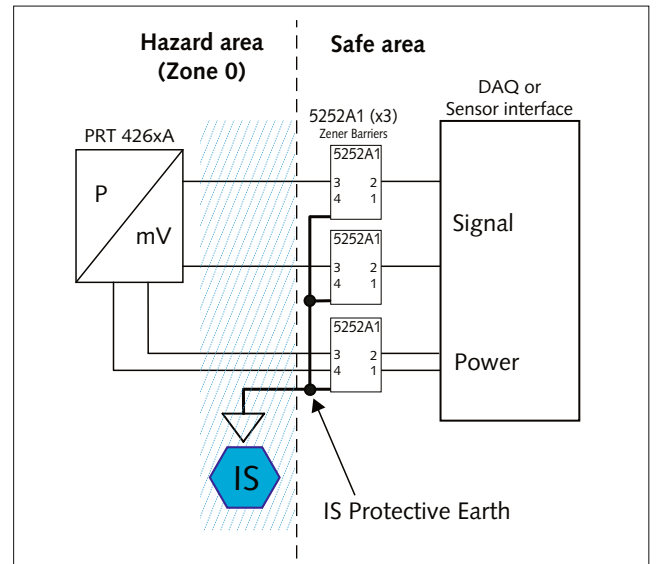 Hazard area
(Zone 0)
Safe area
DAQ or
Sensor interface
5252A1 (x3)
Zener Barriers
PRT 426xA
P
mV
5252A1
3 2
4 1
5252A1
3 2
4 1
5252A1
3 2
4 1
Signal
Power
IS
IS Protective Earth